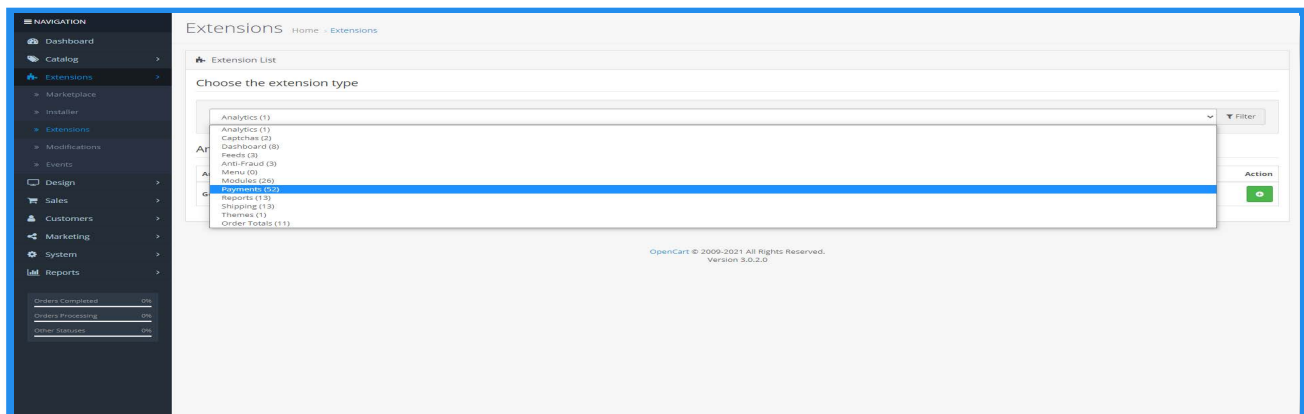 NAVIGATION
Dashboard
Catalog
Extensions
» Marketplace
» Installer
» Extensions
» Modifications
» Events
Design
Sales
Customers
Marketing
System
Reports
Orders Completed 0%
Orders Processing 0%
Other Statuses 0%
Extensions Home › Extensions
Extension List
Choose the extension type
Analytics (1)
Filter
Analytics (1)
Captchas (2)
Dashboard (8)
Feeds (3)
Anti-Fraud (3)
Menu (0)
Modules (26)
Payments (52)
Reports (13)
Shipping (13)
Themes (1)
Order Totals (11)
Action
OpenCart © 2009-2021 All Rights Reserved.
Version 3.0.2.0